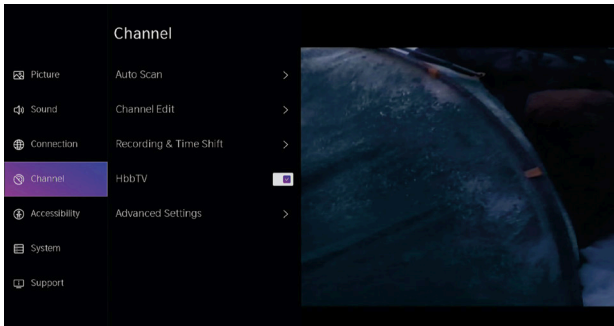 Channel
Picture
Auto Scan
Sound
Channel Edit
Connection
Recording & Time Shift
Channel
HbbTV
Accessibility
Advanced Settings
System
Support